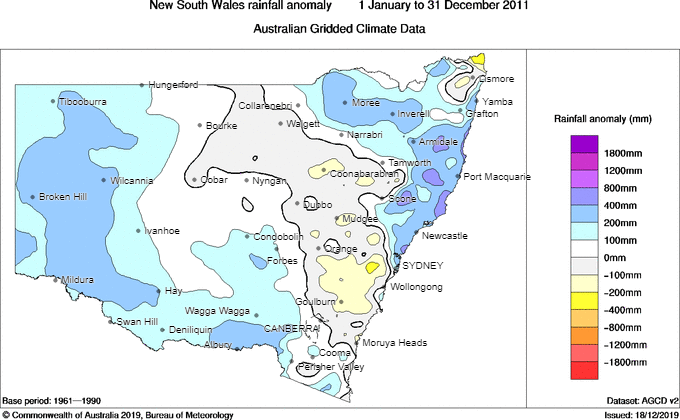 New South Wales rainfall anomaly 1 January to 31 December 2011
Australian Gridded Climate Data
Hungerford
Tibooburra
Collarenebri
Moree
Lismore
Yamba
Inverell
Grafton
Bourke
Walgett
Narrabri
Armidale
Tamworth
Wilcannia
Cobar
Nyngan
Coonabarabran
Port Macquarie
Broken Hill
Scone
Dubbo
Mudgee
Ivanhoe
Condobolin
Newcastle
Orange
Forbes
SYDNEY
Mildura
Hay
Wollongong
Goulburn
Wagga Wagga
Swan Hill
Deniliquin
CANBERRA
Albury
Moruya Heads
Cooma
Perisher Valley
Rainfall anomaly (mm)
1800mm
1200mm
800mm
400mm
200mm
100mm
0mm
−100mm
−200mm
−400mm
−800mm
−1200mm
−1800mm
Base period: 1961—1990
Dataset: AGCD v2
© Commonwealth of Australia 2019, Bureau of Meteorology
Issued: 18/12/2019